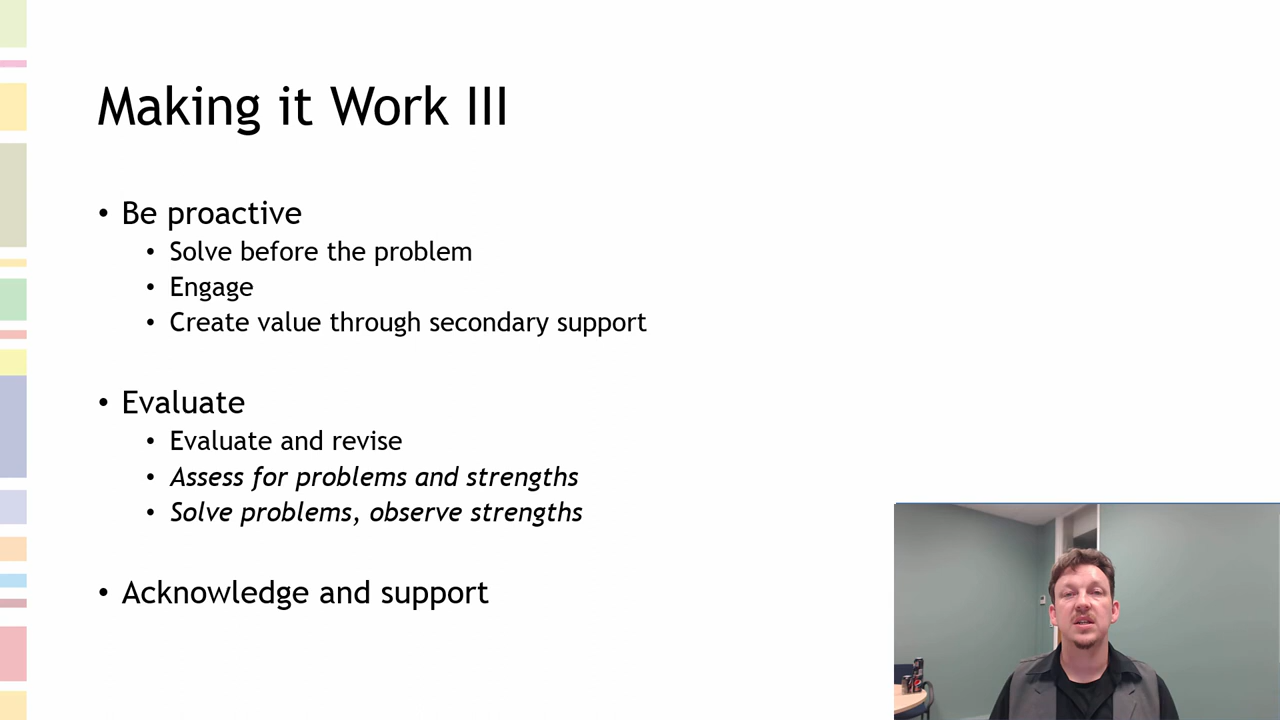 Making it Work III
• Be proactive
• Solve before the problem
• Engage
• Create value through secondary support
• Evaluate
• Evaluate and revise
• Assess for problems and strengths
• Solve problems, observe strengths
• Acknowledge and support